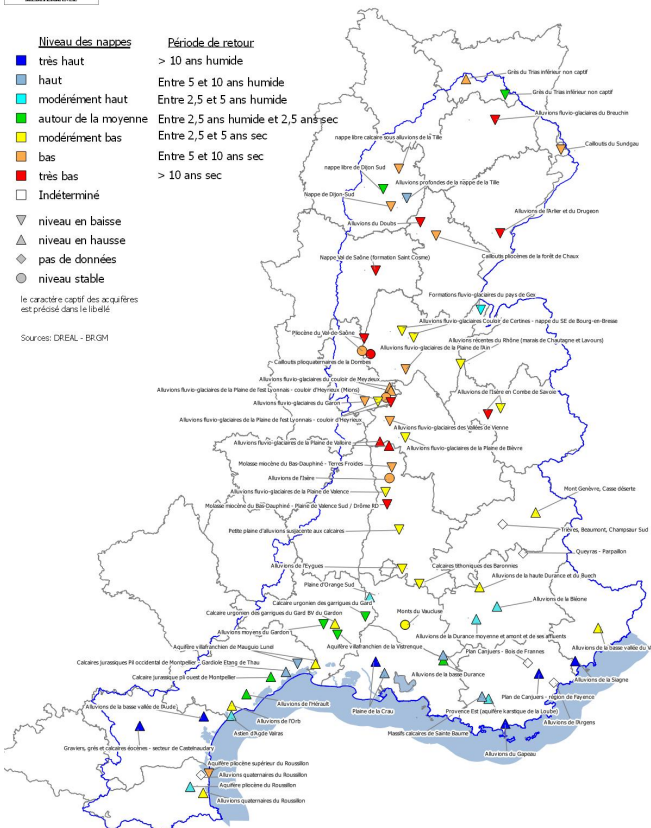 Niveau des nappes
Période de retour
très haut
> 10 ans humide
haut
Entre 5 et 10 ans humide
modérément haut
Entre 2,5 et 5 ans humide
autour de la moyenne
Entre 2,5 ans humide et 2,5 ans sec
modérément bas
Entre 2,5 et 5 ans sec
bas
Entre 5 et 10 ans sec
très bas
> 10 ans sec
Indéterminé
niveau en baisse
niveau en hausse
pas de données
niveau stable
le caractére captif des acquifères
est précisé dans le libellé
Sources: DREAL - BRGM
Grès du Trias inférieur non captif
Grès du Trias inférieur non captif
Alluvions fluvio-glaciaires du Breuchin
nappe libre calcaire sous alluvions de la Tille
Cailloutis du Sundgau
nappe libre de Dijon Sud
Alluvions profondes de la nappe de la Tille
Nappe de Dijon-Sud
Alluvions de l'Arlier et du Drugeon
Alluvions du Doubs
Cailloutis pliocènes de la forêt de Chaux
Nappe Val de Saône (formation Saint Cosme)
Formations fluvio-glaciaires du pays de Gex
Alluvions fluvio-glaciaires Couloir de Certines - nappe du SE de Bourg-en-Bresse
Pliocène du Val-de-Saône
Alluvions récentes du Rhône (marais de Chautagne et Lavours)
Alluvions fluvio-glaciaires de la Plaine de l'Ain
Cailloutis plioquaternaires de la Dombes
Alluvions fluvio-glaciaires du couloir de Meyzieux
Alluvions fluvio-glaciaires de la Plaine de l'est Lyonnais - couloir d'Heyrieux (Mions)
Alluvions de l'Isère en Combe de Savoie
Alluvions fluvio-glaciaires du Garon
Alluvions fluvio-glaciaires de la Plaine de l'est Lyonnais - couloir d'Heyrieux
Alluvions fluvio-glaciaires des Vallées de Vienne
Alluvions fluvio-glaciaires de la Plaine de Valloire
Alluvions fluvio-glaciaires de la Plaine de Bièvre
Molasse miocène du Bas-Dauphiné - Terres Froides
Alluvions de l'Isère
Mont Genèvre, Casse déserte
Alluvions fluvio-glaciaires de la Plaine de Valence
Molasse miocène du Bas-Dauphiné - Plaine de Valence Sud / Drôme RD
Petite plaine d'alluvions susjacente aux calcaires
Trièves, Beaumont, Champsaur Sud
Queyras - Parpaillon
Alluvions de l'Eygues
Calcaires tithoniques des Baronnies
Alluvions de la haute Durance et du Buech
Plaine d'Orange Sud
Calcaire urgonien des garrigues du Gard
Alluvions de la Bléone
Calcaire urgonien des garrigues du Gard BV du Gardon
Monts du Vaucluse
Alluvions moyens du Gardon
Alluvions de la Durance moyenne et amont et de ses affluents
Aquifère villafranchien de Mauguio Lunel
Aquifère villafranchien de la Vistrenque
Alluvions de la basse vallée du V
Plan Canjuers - Bois de Frannes
Calcaires jurassiques Pli occidental de Montpellier - Gardiole Etang de Thau
Alluvions de la basse Durance
Calcaire jurassique pli ouest de Montpellier
Alluvions de la Siagne
Alluvions de l'Hérault
Plan de Canjuers - région de Fayence
Alluvions de la basse vallée de l'Aude
Plaine de la Crau
Provence Est (aquifère karstique de la Loube)
Alluvions de l'Orb
Alluvions de l'Argens
Astien d'Agde Valras
Massifs calcaires de Sainte Baume
Graviers, grès et calcaires éocènes - secteur de Castelnaudary
Alluvions du Gapeau
Aquifère pliocène supérieur du Roussillon
Alluvions quaternaires du Roussillon
Aquifère pliocène du Roussillon
Alluvions quaternaires du Roussillon